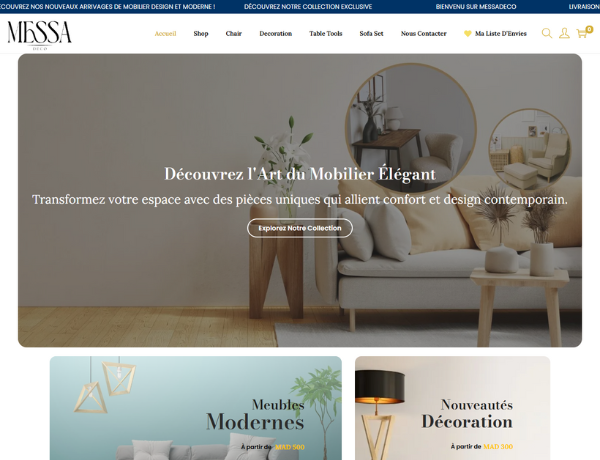 ÉCOUVREZ NOS NOUVEAUX ARRIVAGES DE MOBILIER DESIGN ET MODERNE ! DÉCOUVREZ NOTRE COLLECTION EXCLUSIVE BIENVENU SUR MESSADECO LIVRAISON
MESSA
DECO
Accueil Shop Chair Decoration Table Tools Sofa Set Nous Contacter Ma Liste D'Envies 0
Découvrez l'Art du Mobilier Élégant
Transformez votre espace avec des pièces uniques qui allient confort et design contemporain.
Explorez Notre Collection
Meubles
Modernes
À partir de MAD 500
Nouveautés
Décoration
À partir de MAD 300